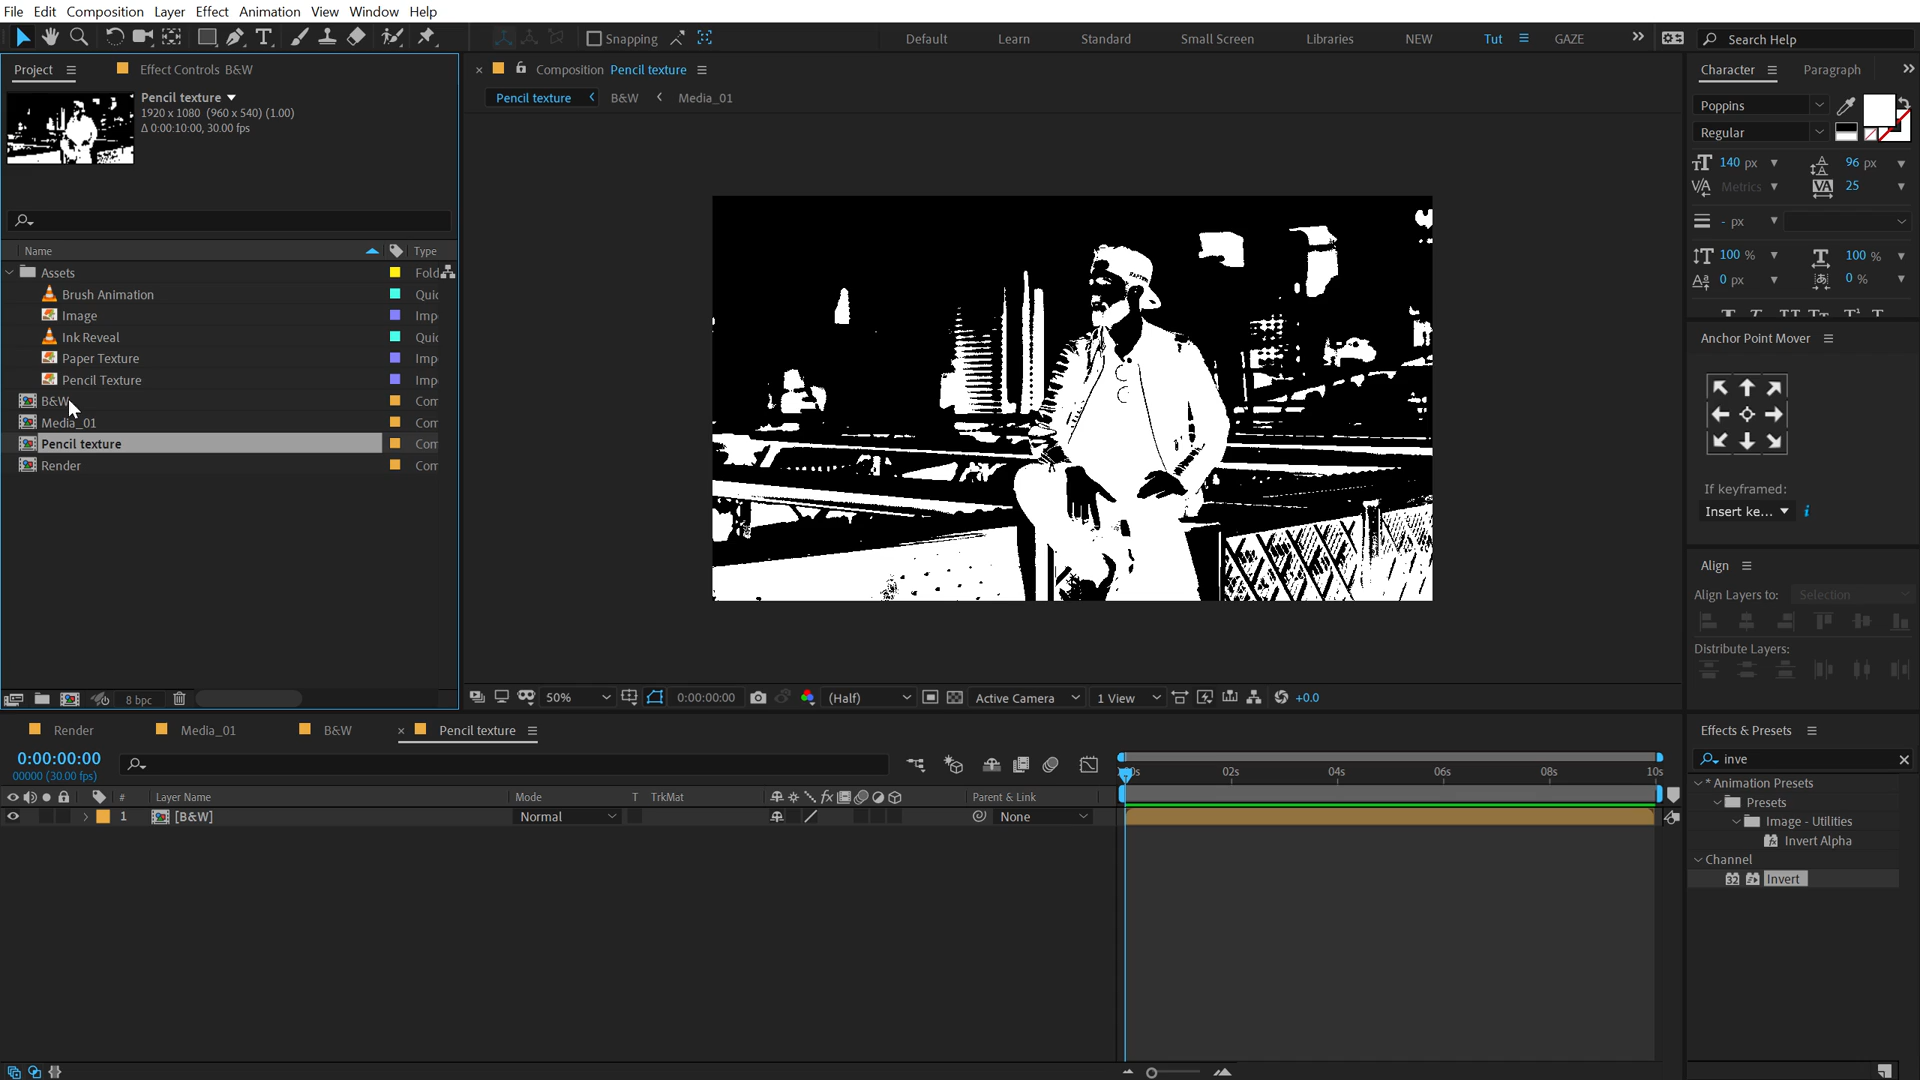 File Edit Composition Layer Effect Animation View Window Help
Snapping Default Learn Standard Small Screen Libraries NEW Tut GAZE Search Help
Project Effect Controls B&W
Composition Pencil texture
Character Paragraph
Pencil texture
1920 x 1080 (960 x 540) (1.00)
Δ 0:00:10:00, 30.00 fps
Pencil texture B&W Media_01
Poppins
Regular
140 px 96 px
Metrics 25
- px
100 % 100 %
0 px 0 %
Name Type
Assets Fold
Brush Animation Quic
Image Imp
Ink Reveal Quic
Paper Texture Imp
Pencil Texture Imp
B&W Com
Media_01 Com
Pencil texture Com
Render Com
Anchor Point Mover
If keyframed:
Insert ke...
Align
Align Layers to: Selection
Distribute Layers:
8 bpc
50% 0:00:00:00 (Half) Active Camera 1 View +0.0
Render Media_01 B&W Pencil texture
Effects & Presets
0:00:00:00
00000 (30.00 fps)
02s 04s 06s 08s 10s
inve
# Layer Name Mode T TrkMat Parent & Link
1 [B&W] Normal None
* Animation Presets
Presets
Image - Utilities
Invert Alpha
Channel
32 Invert